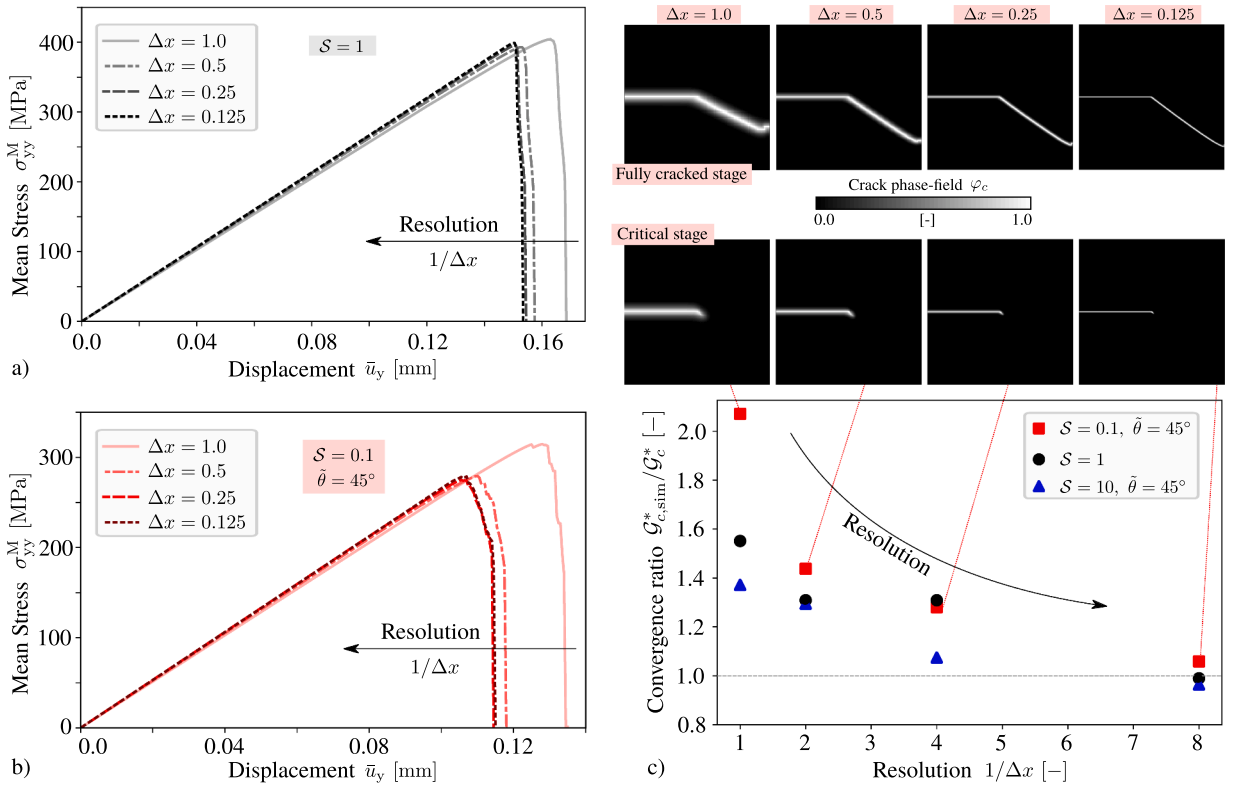 400
300
200
100
0
Mean Stress σ_yy^M [MPa]
Δx = 1.0
Δx = 0.5
Δx = 0.25
Δx = 0.125
𝒮 = 1
Resolution
1/Δx
0.0
0.04
0.08
0.12
0.16
Displacement ū_y [mm]
a)
300
200
100
0
Mean Stress σ_yy^M [MPa]
Δx = 1.0
Δx = 0.5
Δx = 0.25
Δx = 0.125
𝒮 = 0.1
θ̃ = 45°
Resolution
1/Δx
0.0
0.04
0.08
0.12
Displacement ū_y [mm]
b)
Δx = 1.0
Δx = 0.5
Δx = 0.25
Δx = 0.125
Fully cracked stage
Crack phase-field φ_c
0.0
[-]
1.0
Critical stage
2.0
1.8
1.6
1.4
1.2
1.0
0.8
Convergence ratio 𝒢*_c,sim/𝒢*_c [−]
𝒮 = 0.1, θ̃ = 45°
𝒮 = 1
𝒮 = 10, θ̃ = 45°
Resolution
1
2
3
4
5
6
7
8
Resolution 1/Δx [−]
c)